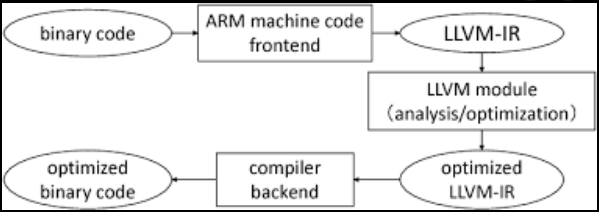 binary code
ARM machine code
frontend
LLVM-IR
LLVM module
（analysis/optimization）
optimized
LLVM-IR
compiler
backend
optimized
binary code